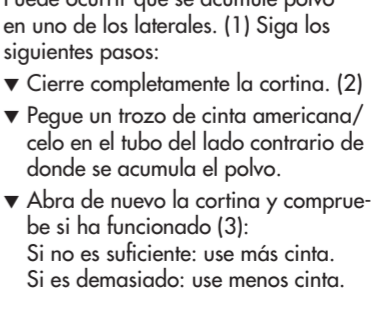 Puede ocurrir que se acumule polvo
en uno de los laterales. (1) Siga los
siguientes pasos:
▼ Cierre completamente la cortina. (2)
▼ Pegue un trozo de cinta americana/
celo en el tubo del lado contrario de
donde se acumula el polvo.
▼ Abra de nuevo la cortina y comprue-
be si ha funcionado (3):
Si no es suficiente: use más cinta.
Si es demasiado: use menos cinta.